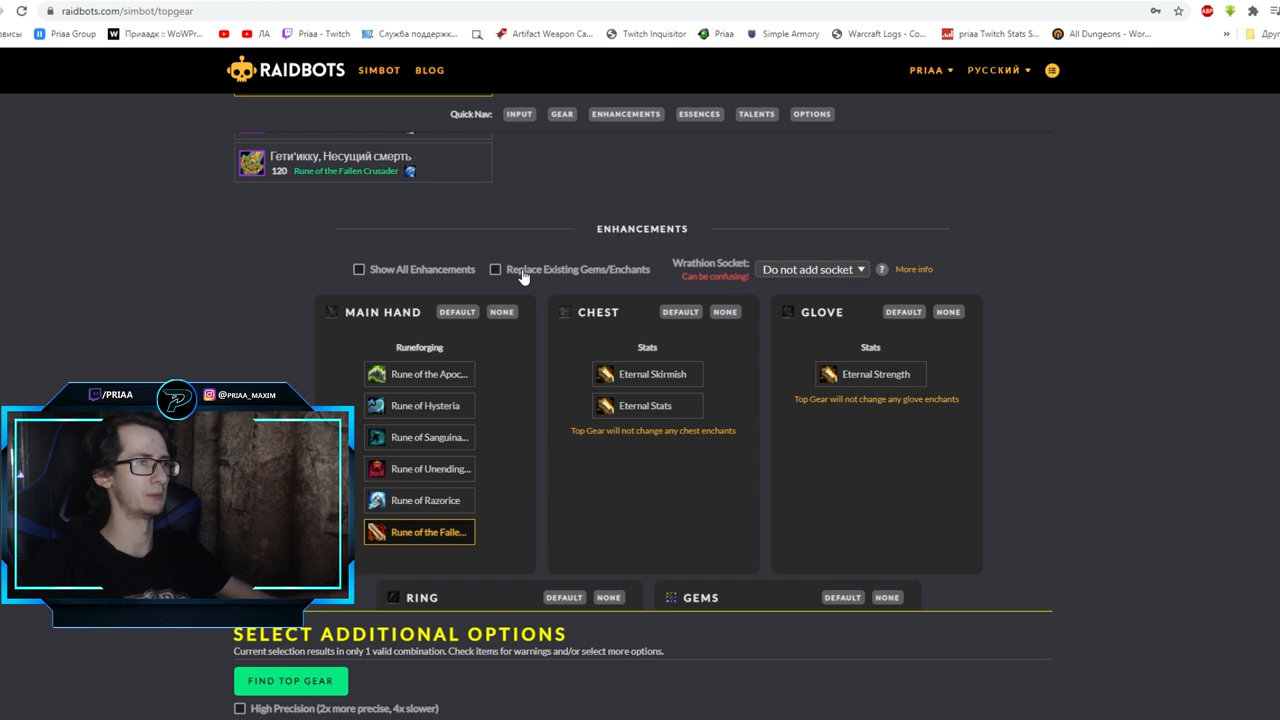 raidbots.com/simbot/topgear
ABP
рвисы
Priaa Group
Приаадк :: WoWPr...
ЛА
Priaa - Twitch
Служба поддержк...
Artifact Weapon Ca...
Twitch Inquisitor
Priaa
Simple Armory
Warcraft Logs - Co...
priaa Twitch Stats S...
All Dungeons - Wor...
»
RAIDBOTS
SIMBOT
BLOG
PRIAA
РУССКИЙ
Quick Nav:
INPUT
GEAR
ENHANCEMENTS
ESSENCES
TALENTS
OPTIONS
Гети'икку, Несущий смерть
120 Rune of the Fallen Crusader
ENHANCEMENTS
Show All Enhancements
Replace Existing Gems/Enchants
Wrathion Socket:
Can be confusing!
Do not add socket
?
More info
MAIN HAND
DEFAULT
NONE
Runeforging
Rune of the Apoc...
Rune of Hysteria
Rune of Sanguina...
Rune of Unending...
Rune of Razorice
Rune of the Falle...
CHEST
DEFAULT
NONE
Stats
Eternal Skirmish
Eternal Stats
Top Gear will not change any chest enchants
GLOVE
DEFAULT
NONE
Stats
Eternal Strength
Top Gear will not change any glove enchants
/PRIAA
@PRIAA_MAXIM
RING
DEFAULT
NONE
GEMS
DEFAULT
NONE
SELECT ADDITIONAL OPTIONS
Current selection results in only 1 valid combination. Check items for warnings and/or select more options.
FIND TOP GEAR
High Precision (2x more precise, 4x slower)